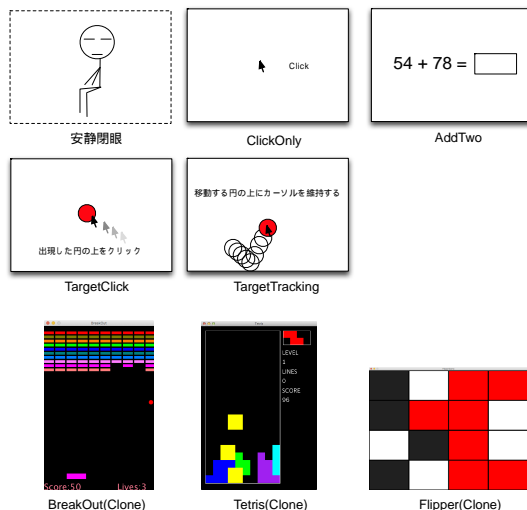 Click
54 + 78 =
安静閉眼
ClickOnly
AddTwo
出現した円の上をクリック
移動する円の上にカーソルを維持する
TargetClick
TargetTracking
BreakOut
Score:50
Lives:3
Tetris
LEVEL
1
LINES
0
SCORE
96
BreakOut(Clone)
Tetris(Clone)
Flipper(Clone)